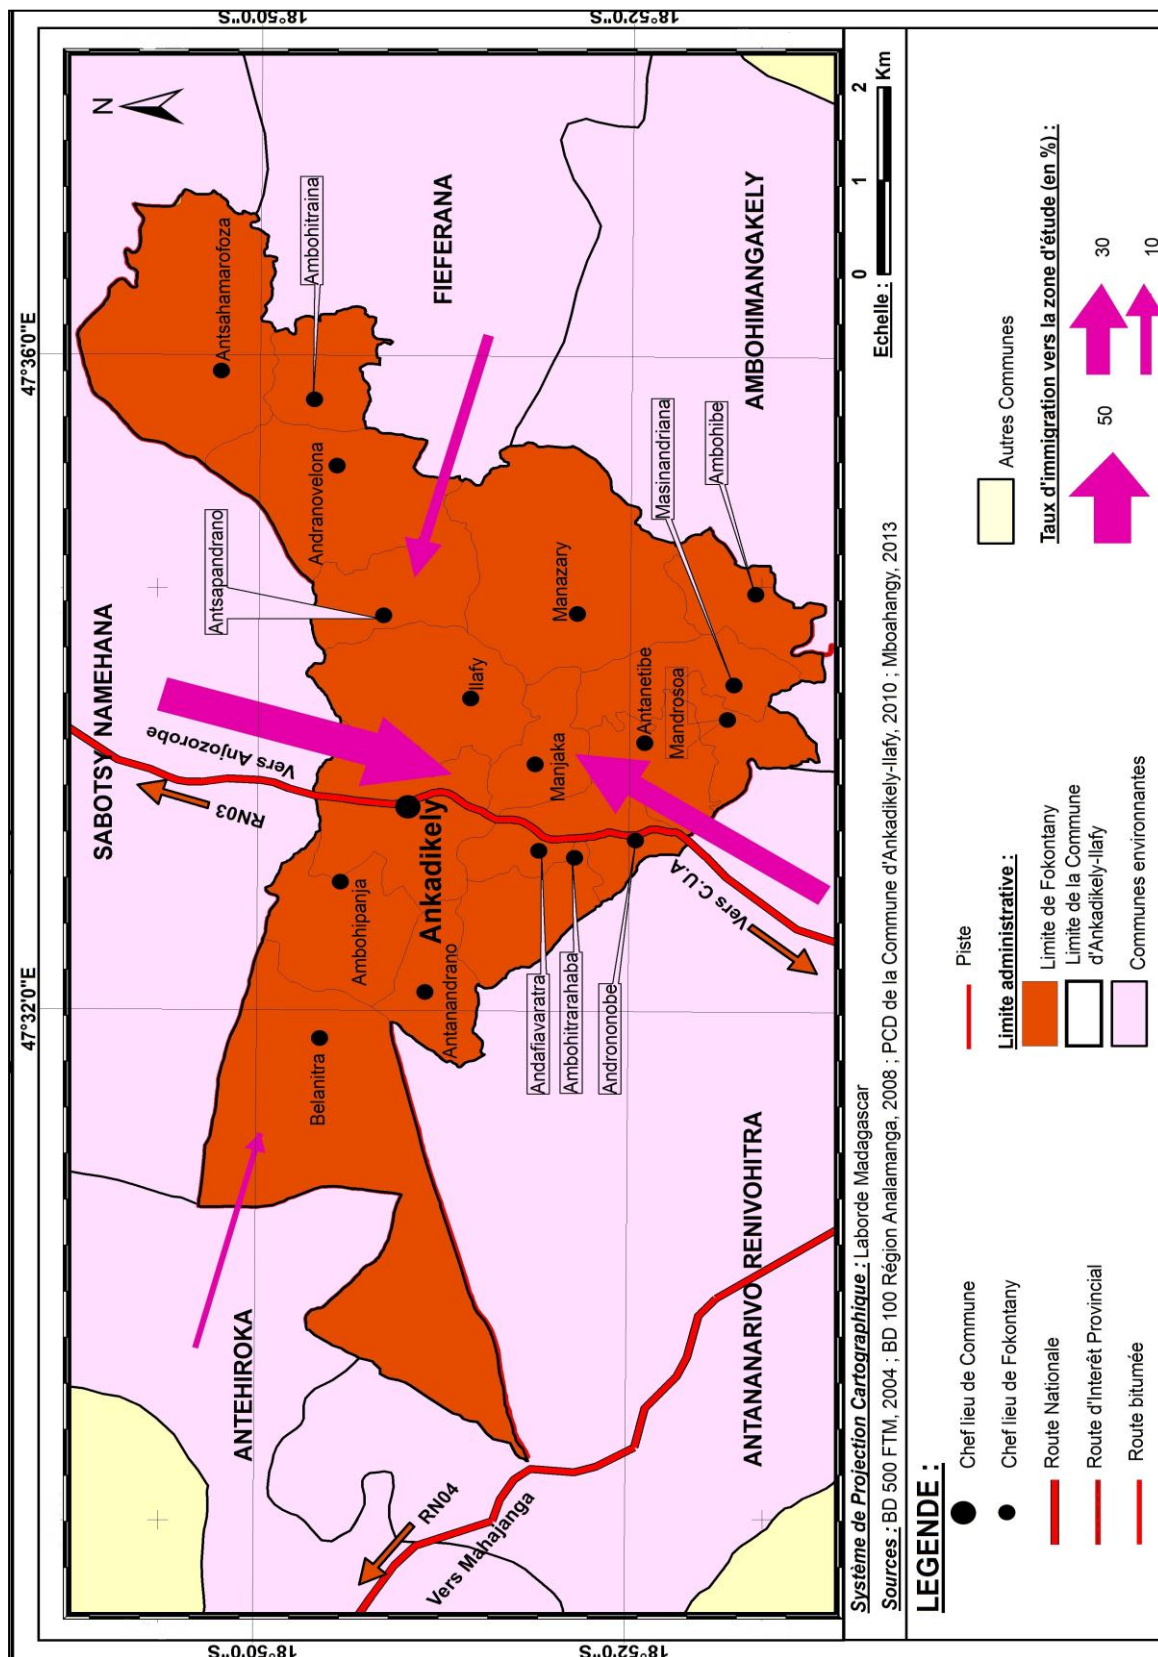 47°32'0"E
47°36'0"E
18°50'0"S
18°50'0"S
18°52'0"S
18°52'0"S
N
SABOTSY NAMEHANA
ANTEHIROKA
FIEFERANA
AMBOHIMANGAKELY
ANTANANARIVO RENIVOHITRA
RN03
Vers Anjozorobe
RN04
Vers Mahajanga
Vers C.U.A
Antsahamarofoza
Ambohitraina
Andranovelona
Antsapandrano
Belanitra
Ambohipanja
Ankadikely
Antanandrano
Ilafy
Manjaka
Manazary
Antanetibe
Mandrosoa
Masinandriana
Ambohibe
Andafiavaratra
Ambohitrarahaba
Andrononobe
Système de Projection Cartographique : Laborde Madagascar
Echelle : 0 1 2 Km
Sources : BD 500 FTM, 2004 ; BD 100 Région Analamanga, 2008 ; PCD de la Commune d'Ankadikely-Ilafy, 2010 ; Mboahangy, 2013
LEGENDE :
Chef lieu de Commune
Chef lieu de Fokontany
Route Nationale
Route d'Interêt Provincial
Route bitumée
Piste
Limite administrative :
Limite de Fokontany
Limite de la Commune
d'Ankadikely-Ilafy
Communes environnantes
Autres Communes
Taux d'immigration vers la zone d'étude (en %) :
50
30
10